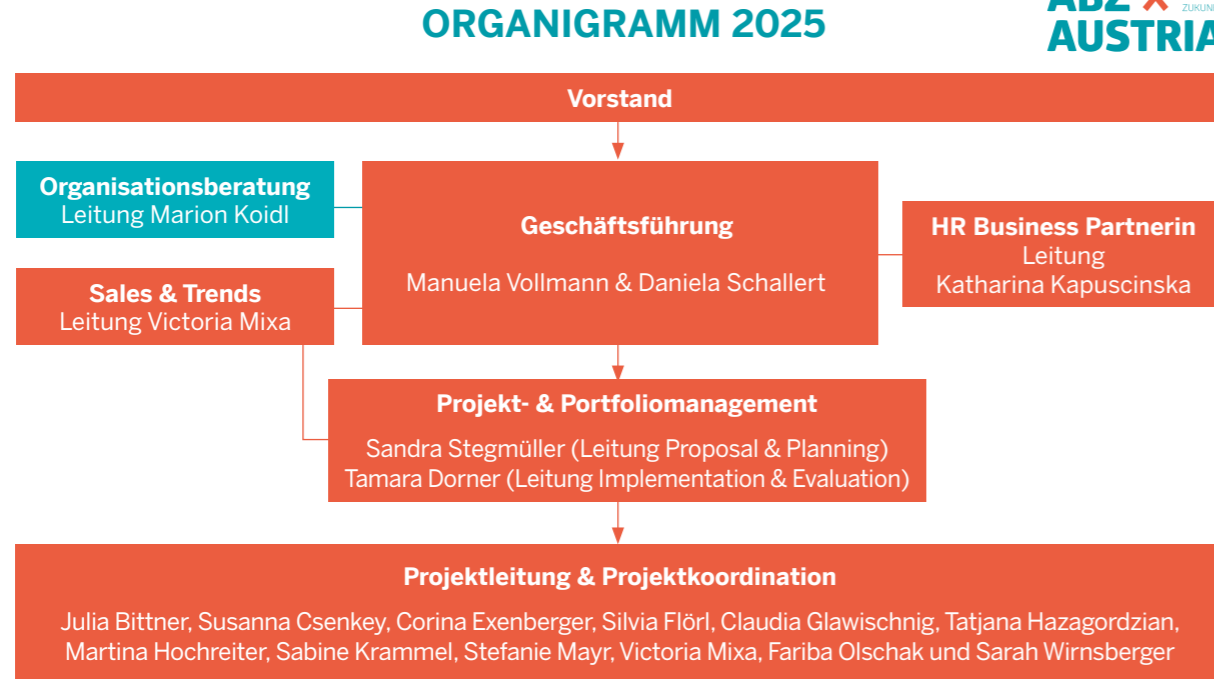 ORGANIGRAMM 2025
ABZ
AUSTRIA
Vorstand
Organisationsberatung
Leitung Marion Koidl
Geschäftsführung
Manuela Vollmann & Daniela Schallert
HR Business Partnerin
Leitung
Katharina Kapuscinska
Sales & Trends
Leitung Victoria Mixa
Projekt- & Portfoliomanagement
Sandra Stegmüller (Leitung Proposal & Planning)
Tamara Dorner (Leitung Implementation & Evaluation)
Projektleitung & Projektkoordination
Julia Bittner, Susanna Csenkey, Corina Exenberger, Silvia Flörl, Claudia Glawischnig, Tatjana Hazagordzian,
Martina Hochreiter, Sabine Krammel, Stefanie Mayr, Victoria Mixa, Fariba Olschak und Sarah Wirnsberger